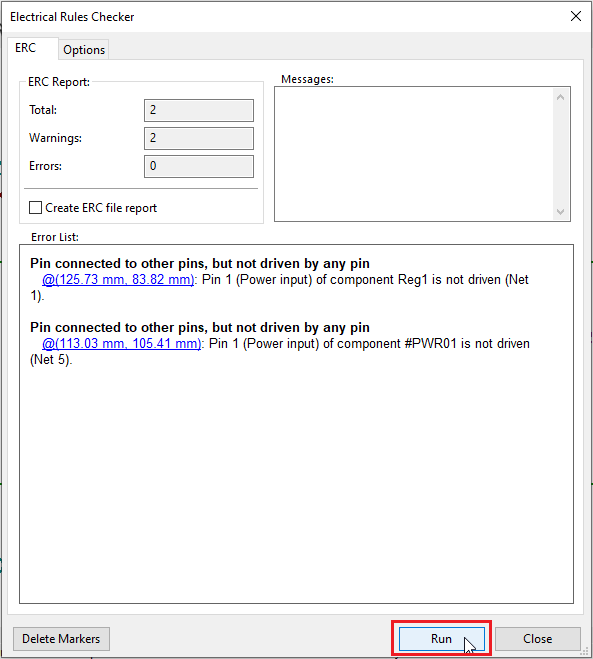 Electrical Rules Checker
ERC
Options
ERC Report:
Total:
2
Warnings:
2
Errors:
0
Create ERC file report
Messages:
Error List:
Pin connected to other pins, but not driven by any pin
@(125.73 mm, 83.82 mm): Pin 1 (Power input) of component Reg1 is not driven (Net
1).
Pin connected to other pins, but not driven by any pin
@(113.03 mm, 105.41 mm): Pin 1 (Power input) of component #PWR01 is not driven
(Net 5).
Delete Markers
Run
Close